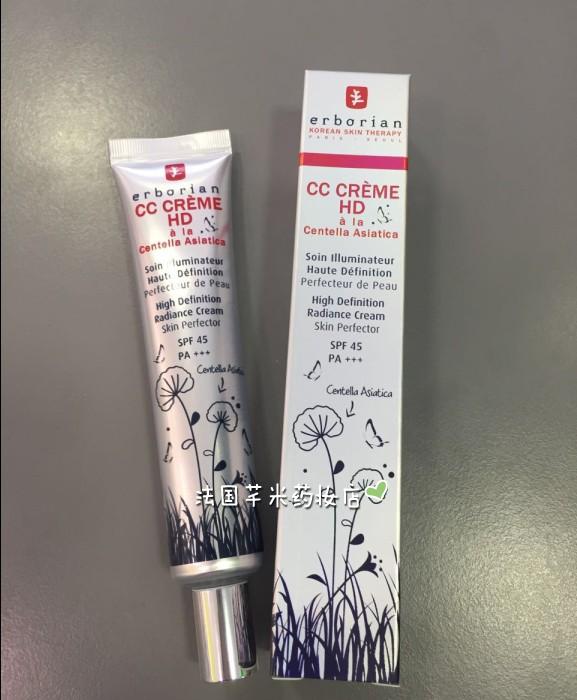 erborian
CC CRÈME
HD
à la
Centella Asiatica
Soin Illuminateur
Haute Définition
Perfecteur de Peau
High Definition
Radiance Cream
Skin Perfector
SPF 45
PA +++
Centella Asiatica
erborian
KOREAN SKIN THERAPY
PARIS - SEOUL
CC CRÈME
HD
à la
Centella Asiatica
Soin Illuminateur
Haute Définition
Perfecteur de Peau
High Definition
Radiance Cream
Skin Perfector
SPF 45
PA +++
Centella Asiatica
法国芊米药妆店